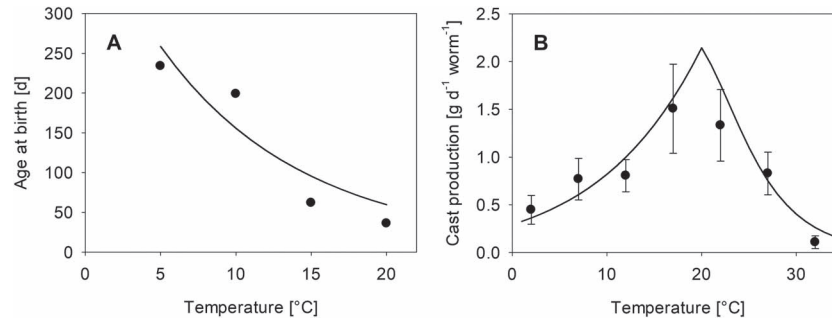 A
Age at birth [d]
300
250
200
150
100
50
0
0 5 10 15 20
Temperature [°C]
B
Cast production [g d⁻¹ worm⁻¹]
2.5
2.0
1.5
1.0
0.5
0.0
0 10 20 30
Temperature [°C]